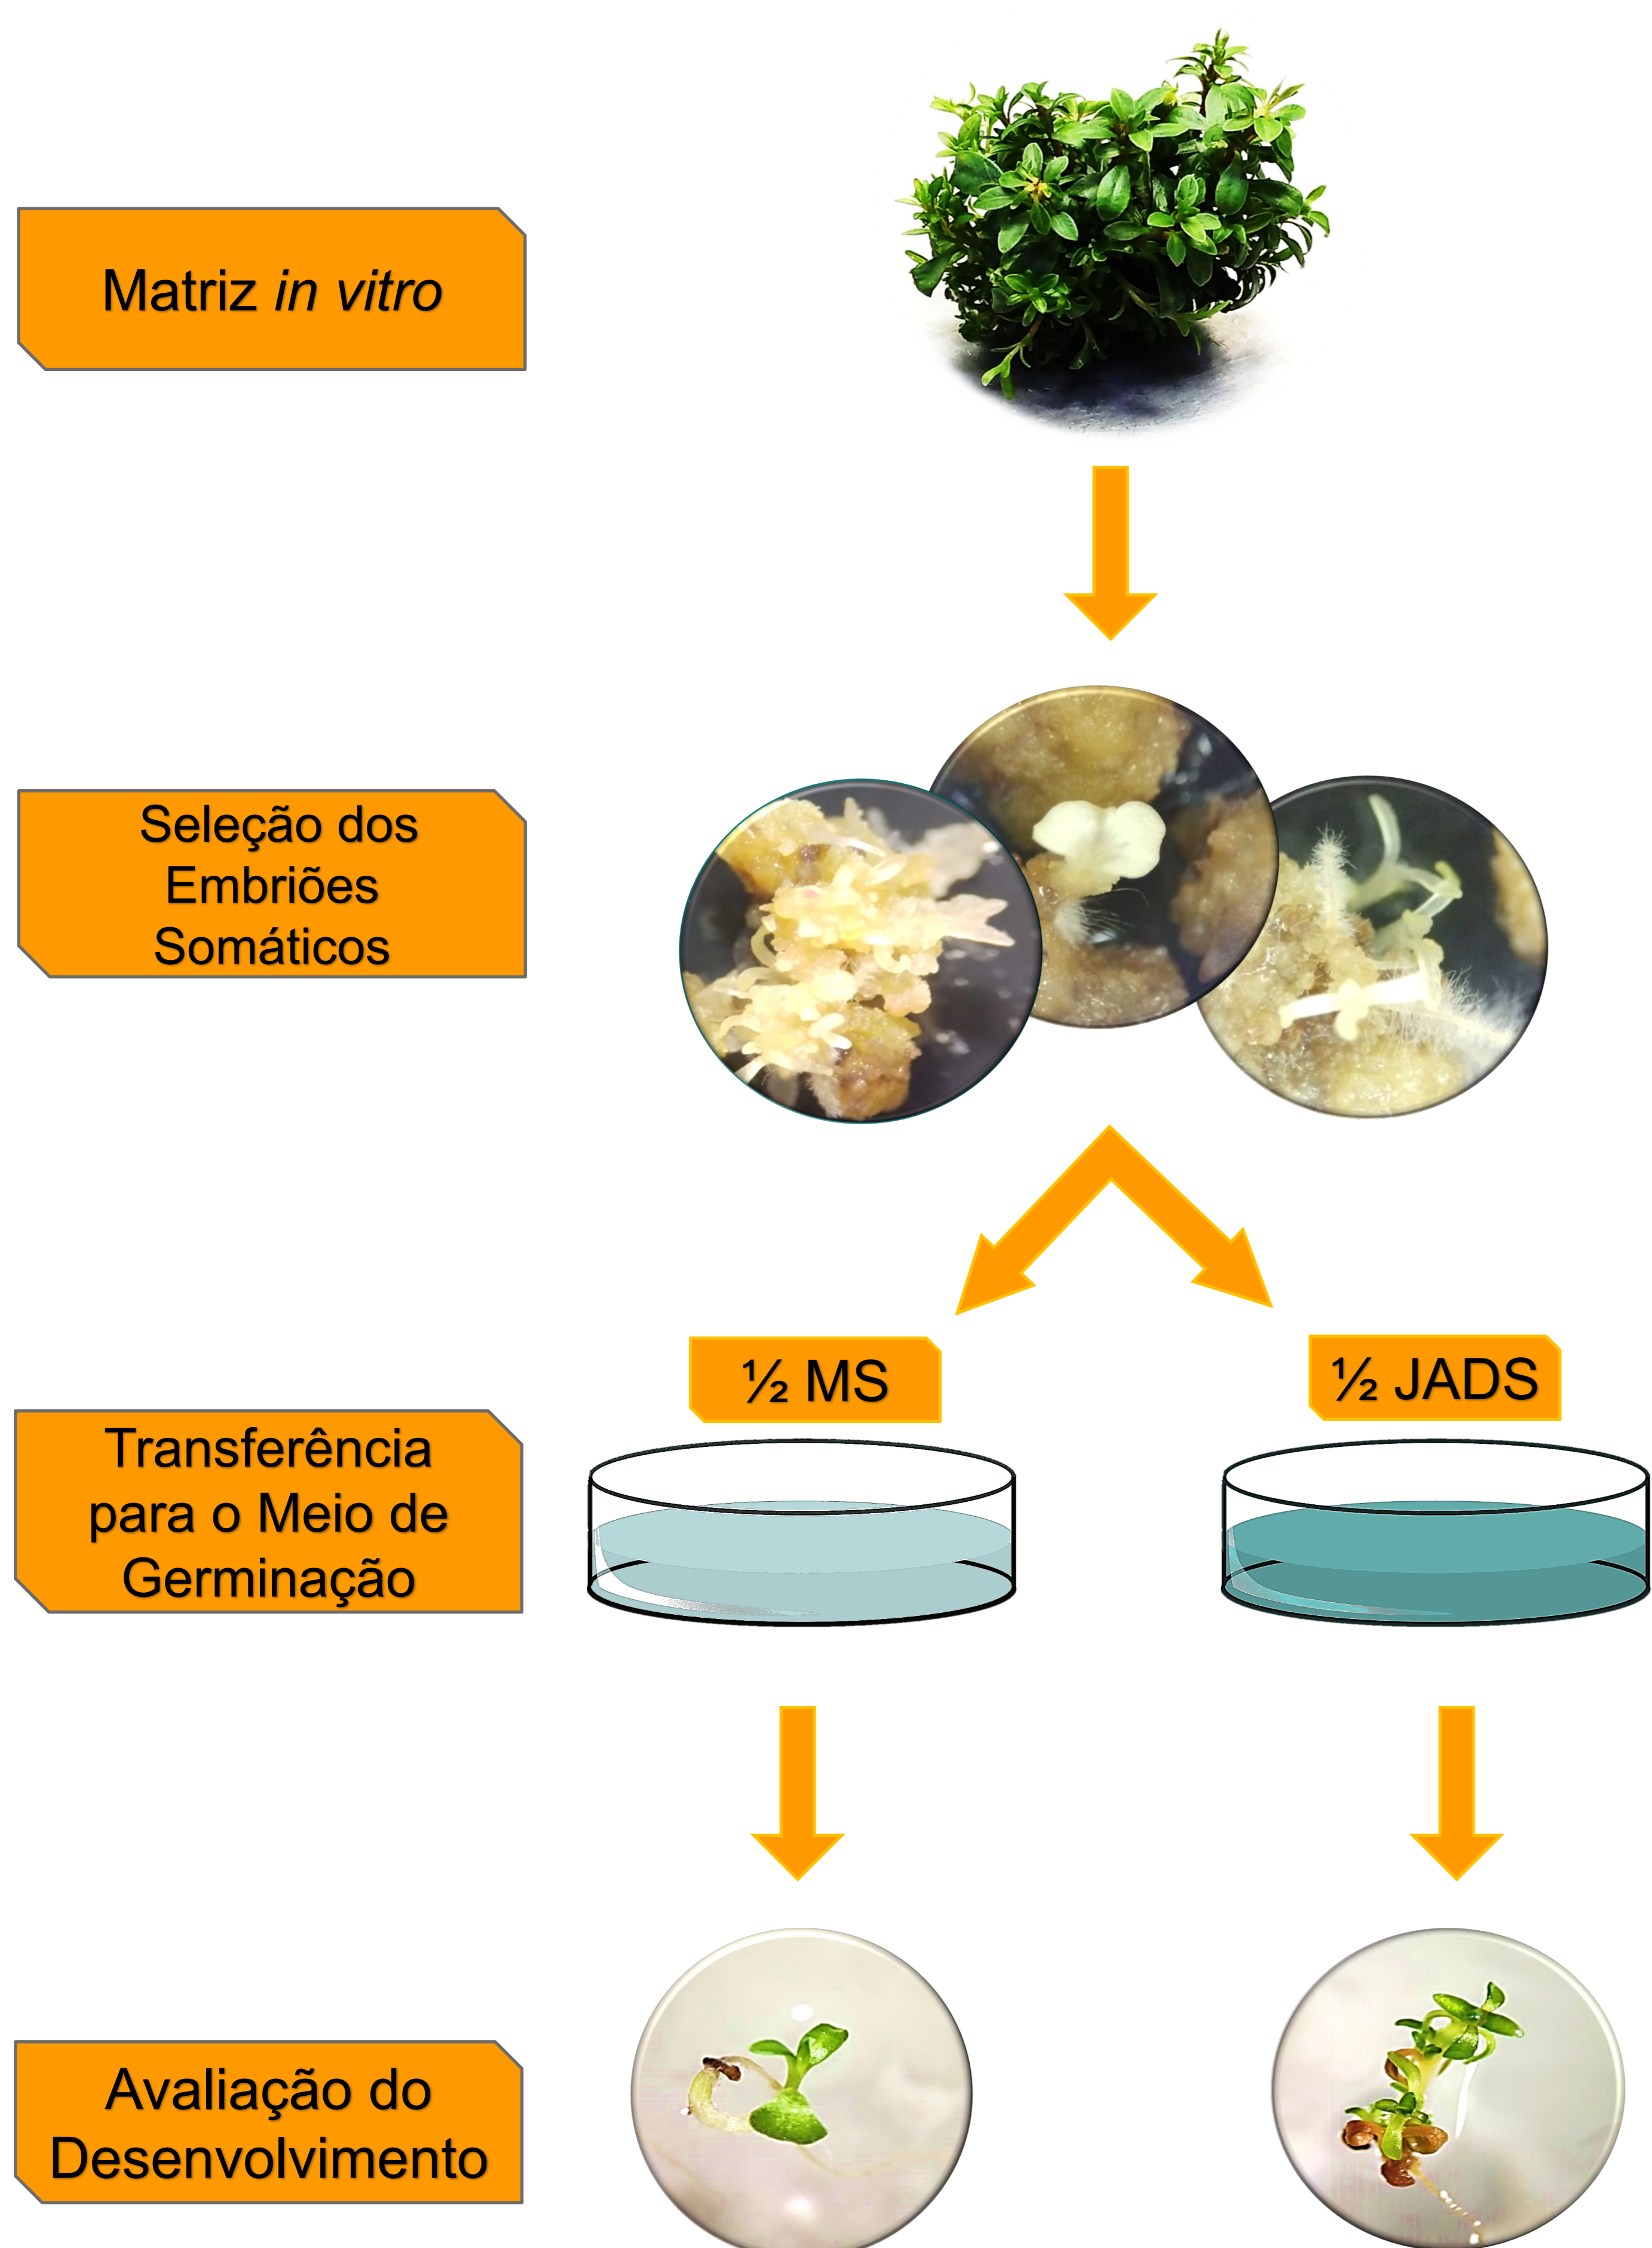 Matriz in vitro
Seleção dos
Embriões
Somáticos
½ MS
½ JADS
Transferência
para o Meio de
Germinação
Avaliação do
Desenvolvimento